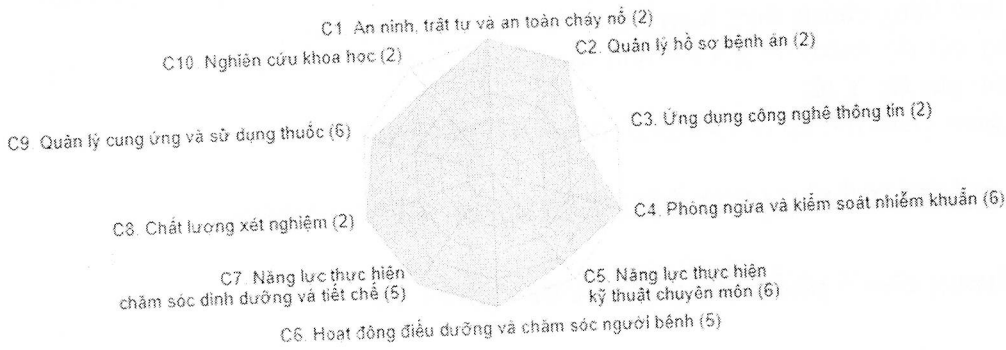 C1 An ninh, trật tự và an toàn cháy nổ (2)
C2. Quản lý hồ sơ bệnh án (2)
C3. Ứng dụng công nghệ thông tin (2)
C4. Phòng ngừa và kiểm soát nhiễm khuẩn (6)
C5. Năng lực thực hiện
kỹ thuật chuyên môn (6)
C6. Hoạt động điều dưỡng và chăm sóc người bệnh (5)
C7. Năng lực thực hiện
chăm sóc dinh dưỡng và tiết chế (5)
C8. Chất lượng xét nghiệm (2)
C9 Quản lý cung ứng và sử dụng thuốc (6)
C10. Nghiên cứu khoa học (2)